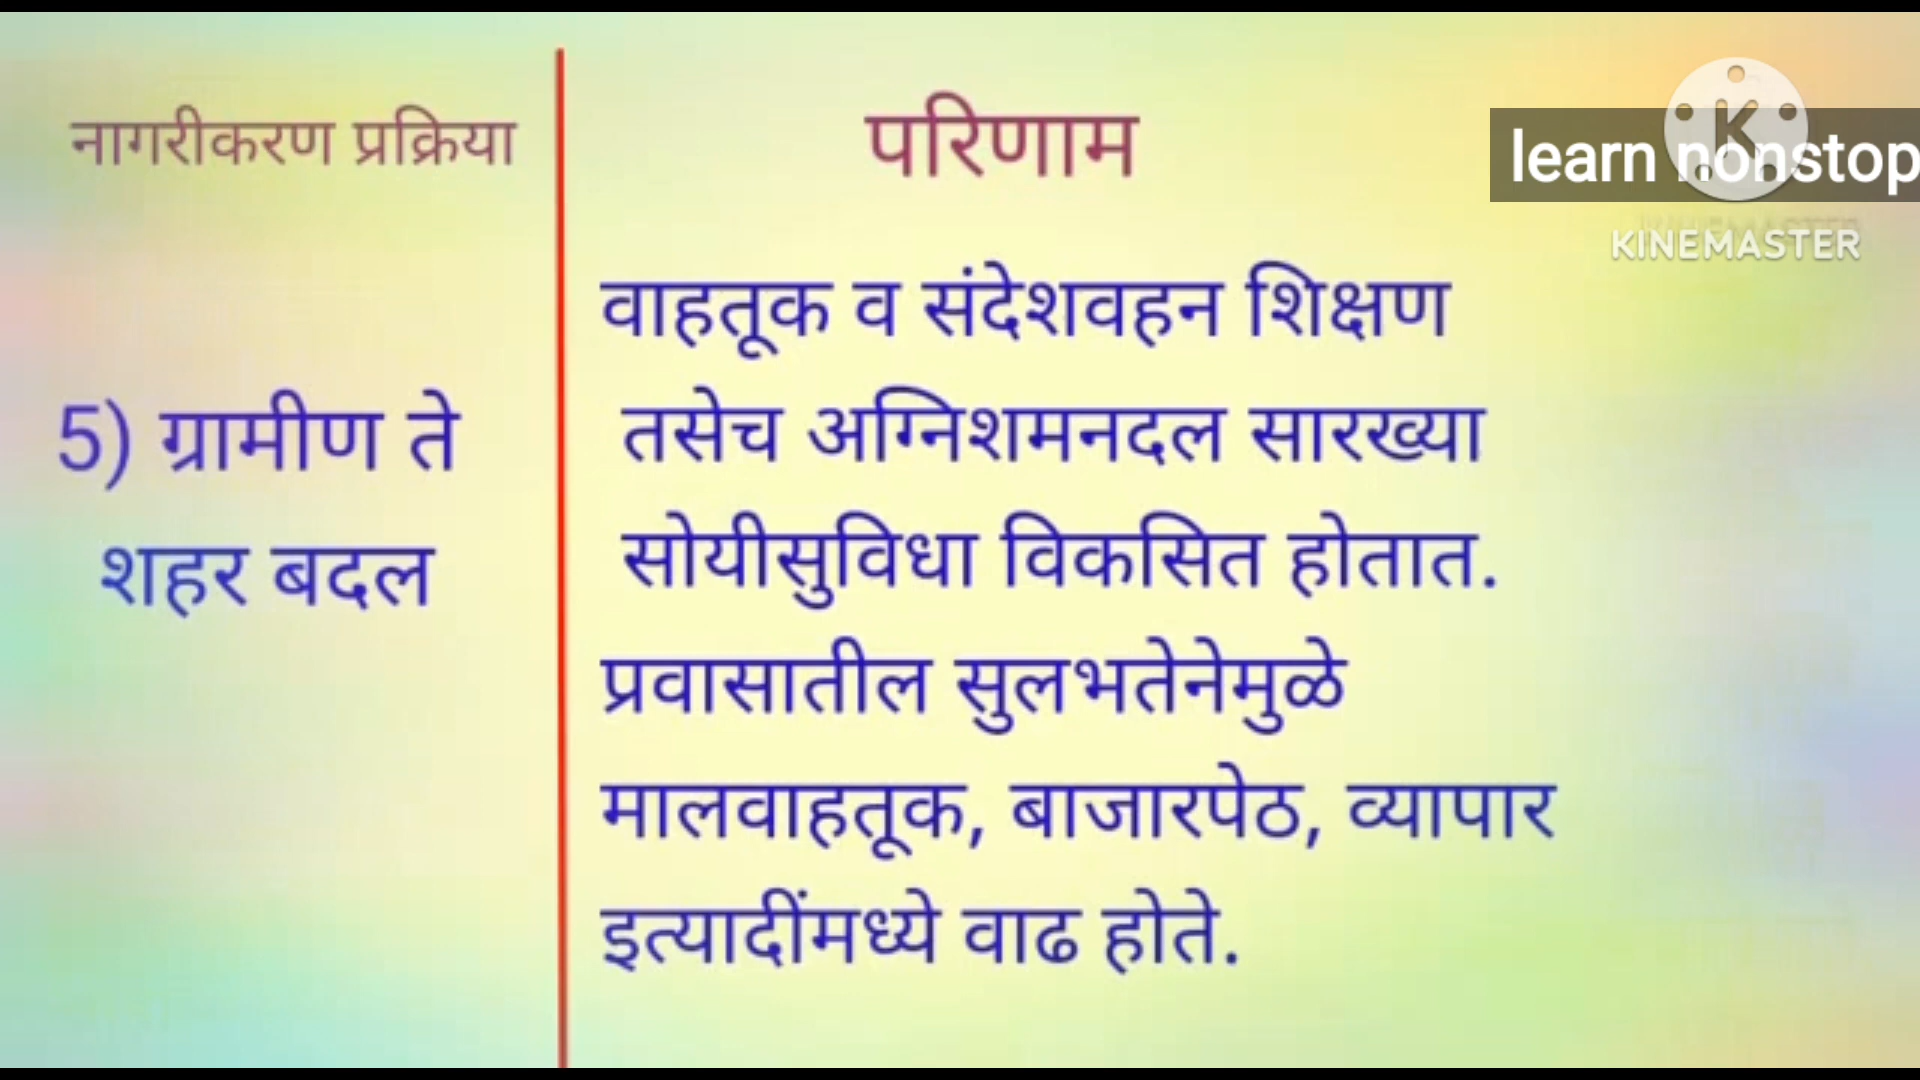 नागरीकरण प्रक्रिया
परिणाम
learn nonstop
K
KINEMASTER
5) ग्रामीण ते
शहर बदल
वाहतूक व संदेशवहन शिक्षण
तसेच अग्निशमनदल सारख्या
सोयीसुविधा विकसित होतात.
प्रवासातील सुलभतेनेमुळे
मालवाहतूक, बाजारपेठ, व्यापार
इत्यादींमध्ये वाढ होते.